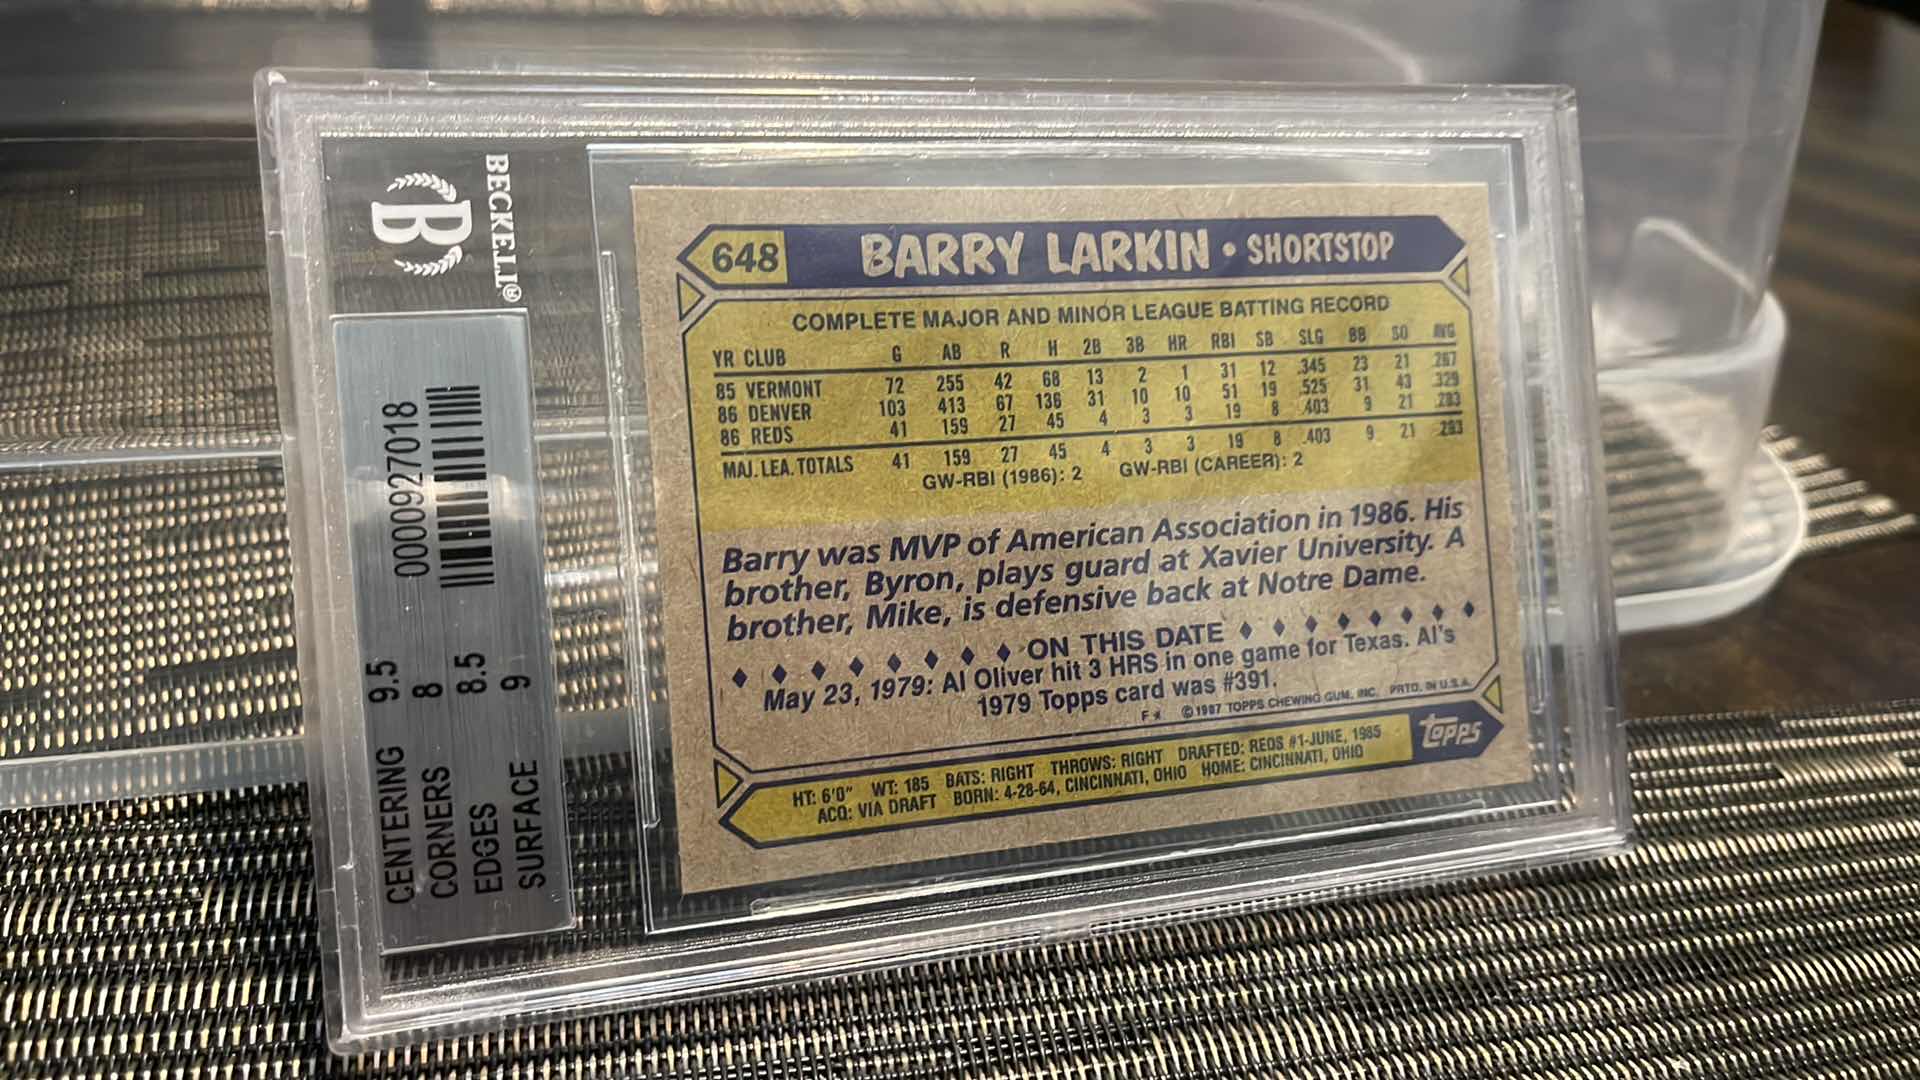 BECKETT®
B
0000927018
CENTERING 9.5
CORNERS 8
EDGES 8.5
SURFACE 9
648 BARRY LARKIN • SHORTSTOP
COMPLETE MAJOR AND MINOR LEAGUE BATTING RECORD
YR CLUB G AB R H 2B 3B HR RBI SB SLG BB SO AVG
85 VERMONT 72 255 42 68 13 2 1 31 12 .345 23 21 .267
86 DENVER 103 413 67 136 31 10 10 51 19 .525 31 43 .329
86 REDS 41 159 27 45 4 3 3 19 8 .403 9 21 .283
MAJ. LEA. TOTALS 41 159 27 45 4 3 3 19 8 .403 9 21 .283
GW-RBI (1986): 2 GW-RBI (CAREER): 2
Barry was MVP of American Association in 1986. His
brother, Byron, plays guard at Xavier University. A
brother, Mike, is defensive back at Notre Dame.
♦ ♦ ♦ ♦ ♦ ♦ ♦ ♦ ON THIS DATE ♦ ♦ ♦ ♦ ♦ ♦ ♦ ♦
May 23, 1979: Al Oliver hit 3 HRS in one game for Texas. Al's
1979 Topps card was #391.
F* © 1987 TOPPS CHEWING GUM, INC. PRTD. IN U.S.A.
Topps
HT: 6'0" WT: 185 BATS: RIGHT THROWS: RIGHT DRAFTED: REDS #1-JUNE, 1985
ACQ: VIA DRAFT BORN: 4-28-64, CINCINNATI, OHIO HOME: CINCINNATI, OHIO